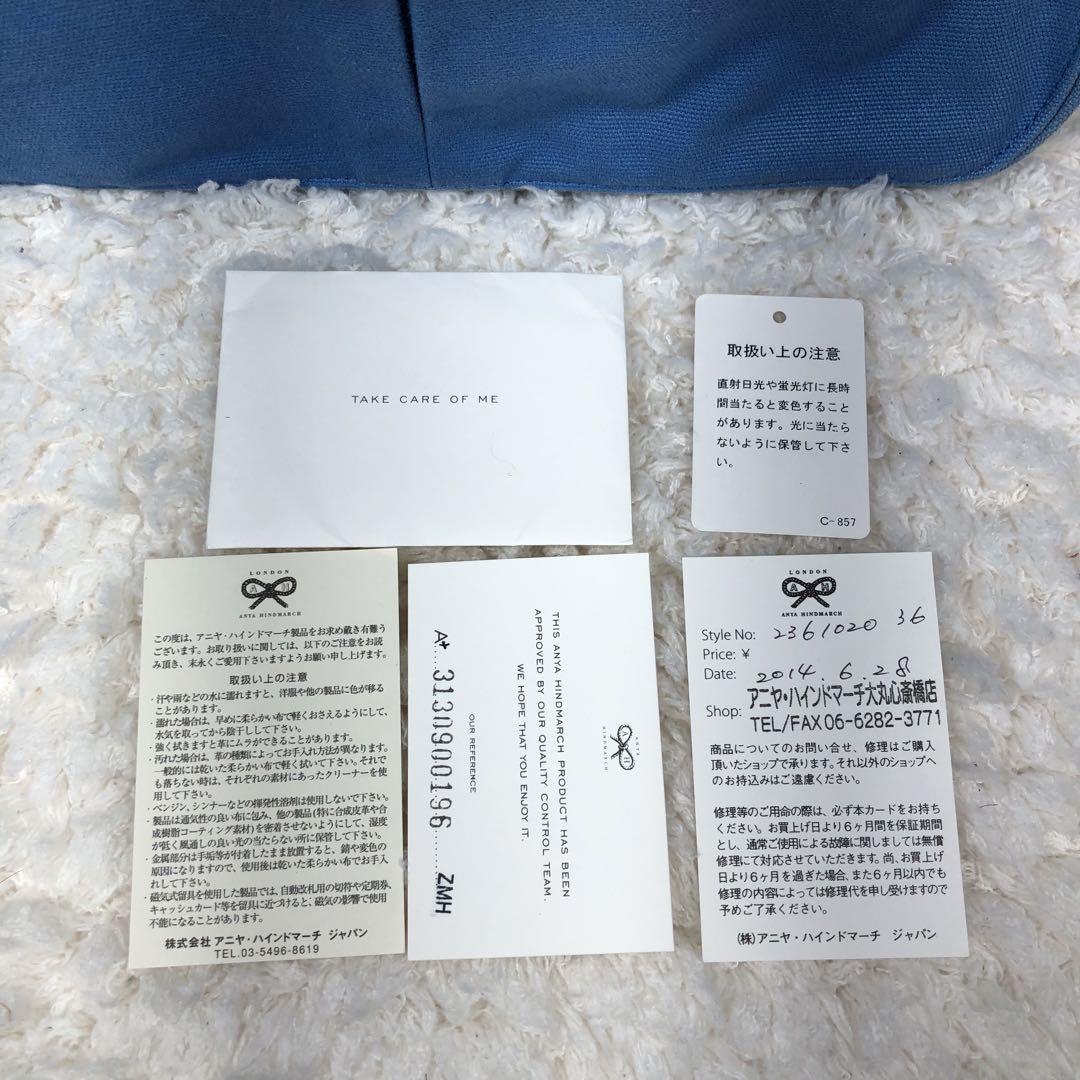 TAKE CARE OF ME
取扱い上の注意
直射日光や蛍光灯に長時
間当たると変色すること
があります。光に当たら
ないように保管して下さ
い。
C-857
LONDON
AH
ANYA HINDMARCH
この度は、アニヤ・ハインドマーチ製品をお求め戴き有難う
ございます。お取り扱いに関しては、以下のご注意をお読
み頂き、末永くご愛用下さいますようお願い申し上げます。
取扱い上の注意
・汗や雨などの水に濡れますと、洋服や他の製品に色が移る
ことがあります。
・濡れた場合は、早めに柔らかい布で軽くおさえるようにして、
水気を取ってから陰干しして下さい。
・強く拭きますと革にムラができることがあります。
・汚れた場合は、革の種類によってお手入れ方法が異なります。
一般的には乾いた柔らかい布で軽く拭いて下さい。それで
も落ちない時は、それぞれの素材にあったクリーナーを使
用して下さい。
・ベンジン、シンナーなどの揮発性溶剤は使用しないで下さい。
・製品は通気性の良い布に包み、他の製品(特に合成皮革や合
成樹脂コーティング素材)を密着させないようにして、湿度
が低く風通しの良い光の当たらない所に保管して下さい。
・金属部分は手垢等が付着したまま放置すると、錆や変色の
原因になりますので、使用後は乾いた柔らかい布でお手入
れして下さい。
・磁気式留具を使用した製品では、自動改札用の切符や定期券、
キャッシュカード等を留具に近づけると、磁気の影響で使用
不能になることがあります。
株式会社 アニヤ・ハインドマーチ ジャパン
TEL.03-5496-8619
ANYA
HINDMARCH
THIS ANYA HINDMARCH PRODUCT HAS BEEN
APPROVED BY OUR QUALITY CONTROL TEAM.
WE HOPE THAT YOU ENJOY IT.
OUR REFERENCE
A+ 3130900196 ZMH
LONDON
AH
ANYA HINDMARCH
Style No: 2361020 36
Price: ¥
Date: 2014. 6. 28
Shop: アニヤ・ハインドマーチ大丸心斎橋店
TEL/FAX 06-6282-3771
商品についてのお問い合せ、修理はご購入
頂いたショップで承ります。それ以外のショップへ
のお持込みはご遠慮ください。
修理等のご用命の際は、必ず本カードをお持ち
ください。お買上げ日より6ヶ月間を保証期間
とし、通常ご使用による故障に関しましては無償
修理にて対応させていただきます。尚、お買上げ
日より6ヶ月を過ぎた場合、また6ヶ月以内でも
修理の内容によっては修理代を申し受けますので
予めご了承ください。
(株)アニヤ・ハインドマーチ ジャパン